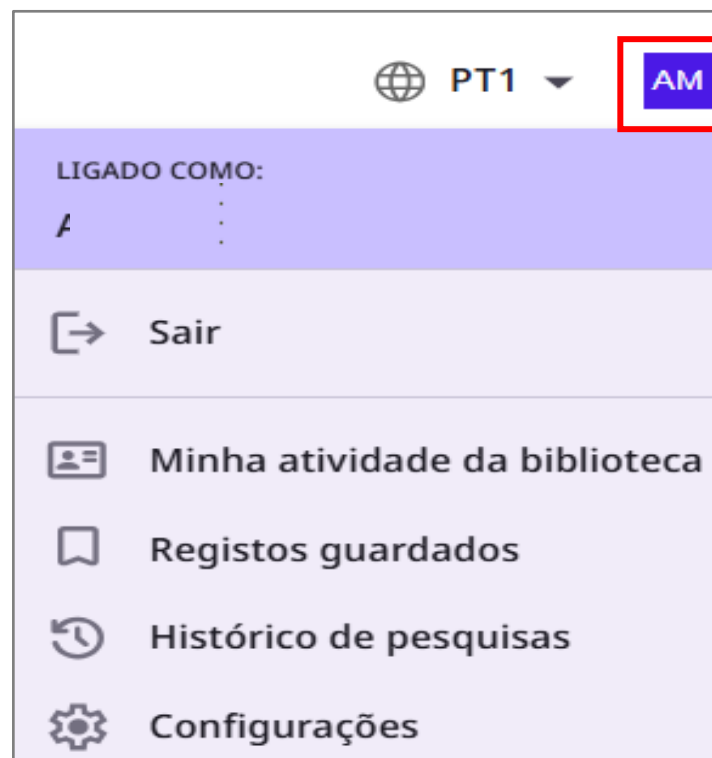 PT1
AM
LIGADO COMO:
A
Sair
Minha atividade da biblioteca
Registos guardados
Histórico de pesquisas
Configurações